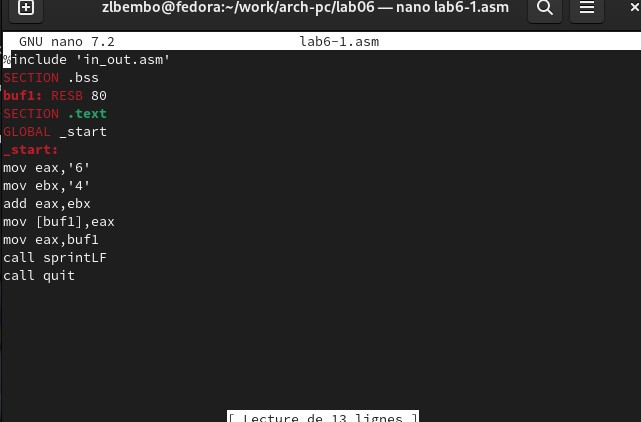 zlbembo@fedora:~/work/arch-pc/lab06 — nano lab6-1.asm
GNU nano 7.2 lab6-1.asm
%include 'in_out.asm'
SECTION .bss
buf1: RESB 80
SECTION .text
GLOBAL _start
_start:
mov eax,'6'
mov ebx,'4'
add eax,ebx
mov [buf1],eax
mov eax,buf1
call sprintLF
call quit
[ Lecture de 13 lignes ]